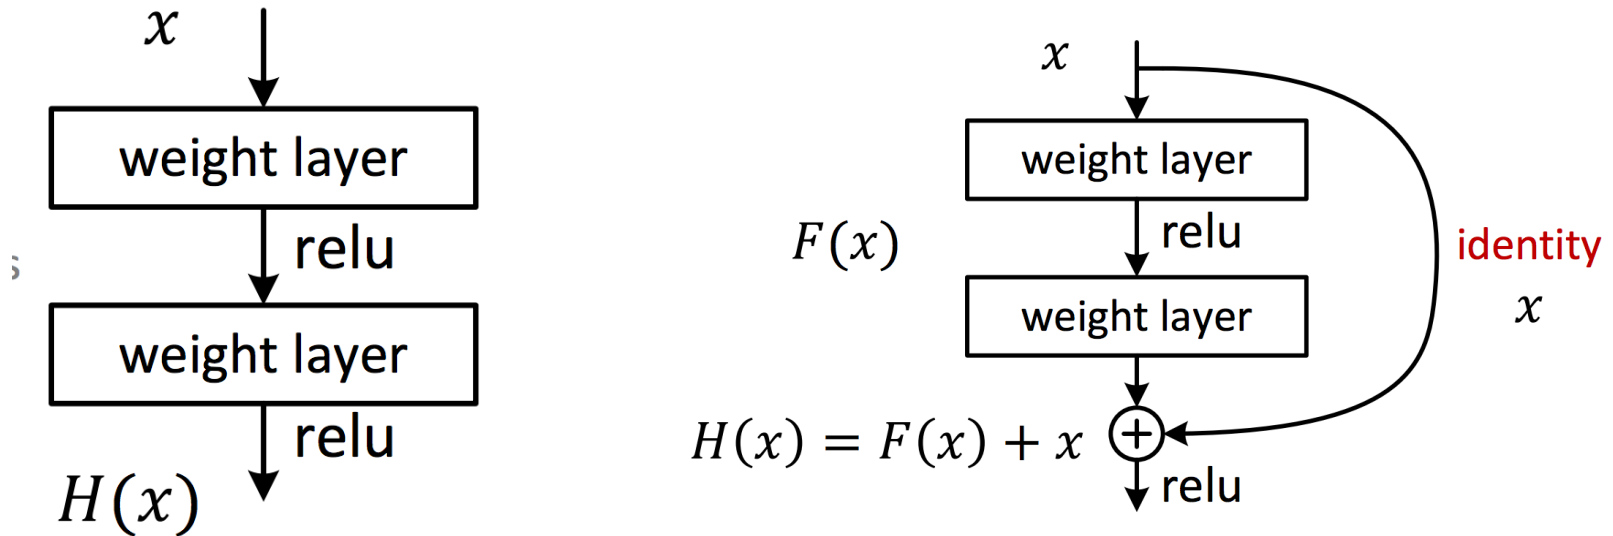 x
weight layer
relu
weight layer
relu
H(x)
x
weight layer
relu
F(x)
identity
x
weight layer
H(x) = F(x) + x
+
relu